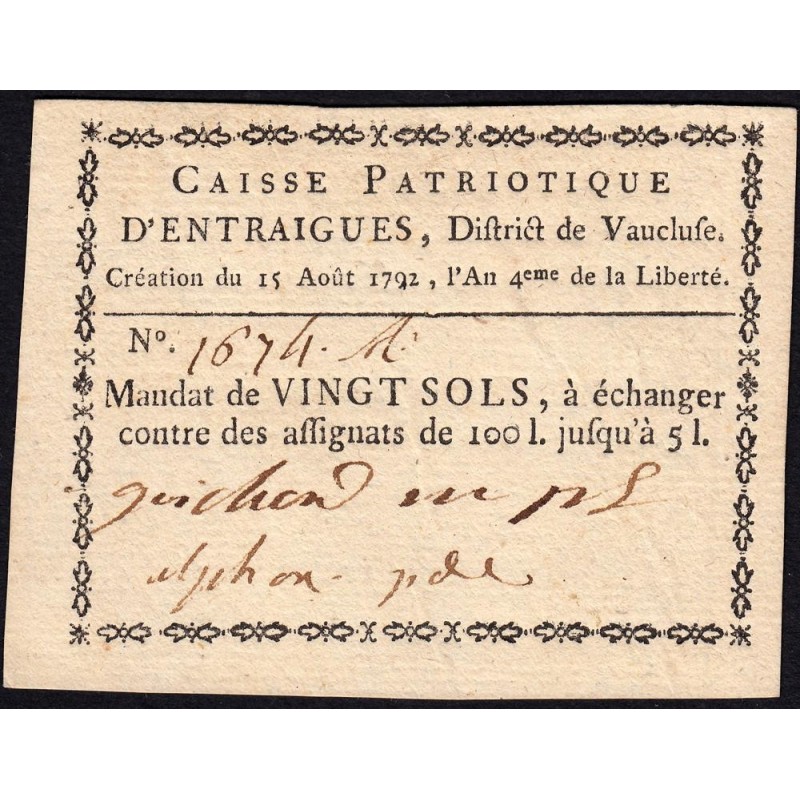 CAISSE PATRIOTIQUE
D'ENTRAIGUES, Diſtrict de Vaucluſe.
Création du 15 Août 1792, l'An 4eme de la Liberté.
No. 1674.
Mandat de VINGT SOLS, à échanger
contre des aſſignats de 100 l. juſqu'à 5 l.
guichard